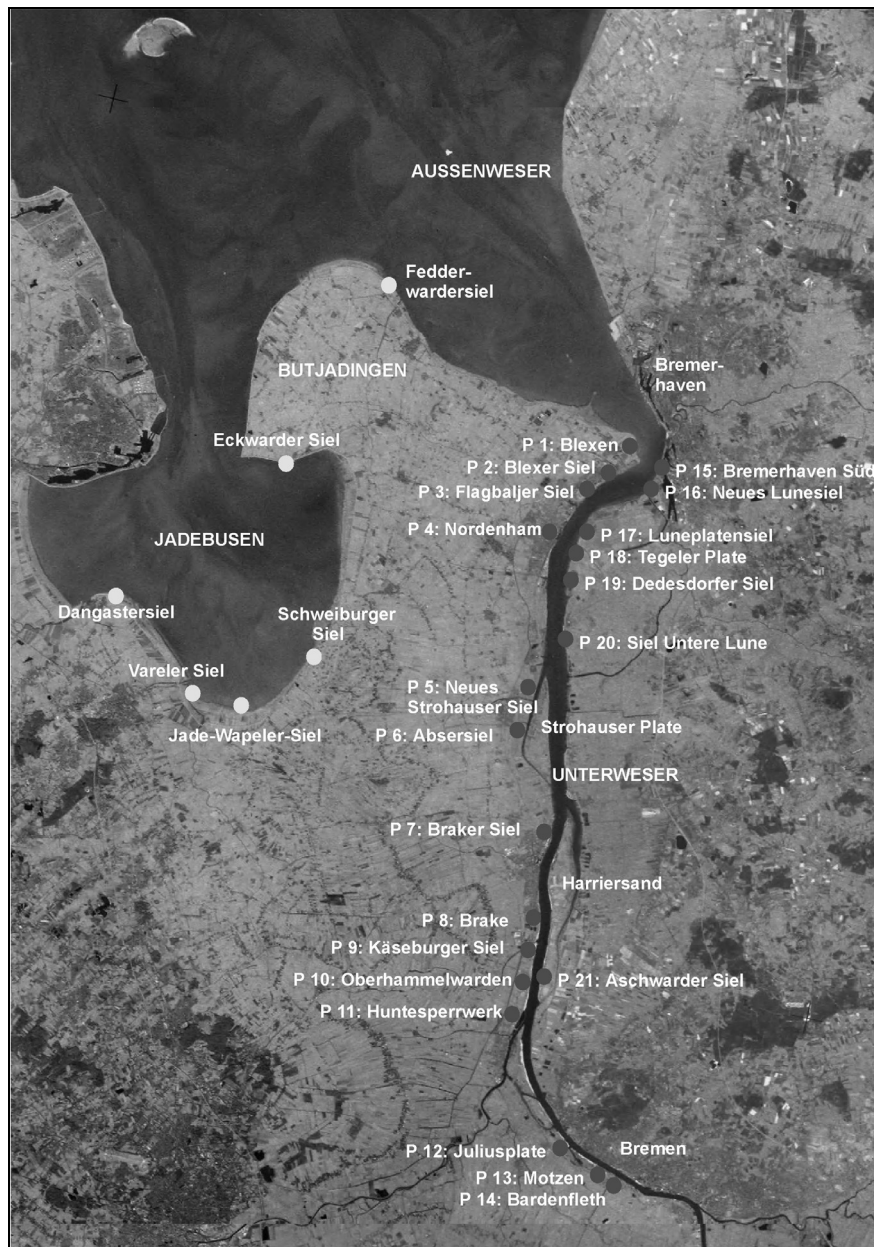 AUSSENWESER
Fedder-
wardersiel
BUTJADINGEN
Bremer-
haven
Eckwarder Siel
P 1: Blexen
P 2: Blexer Siel
P 15: Bremerhaven Süd
P 3: Flagbaljer Siel
P 16: Neues Lunesiel
P 4: Nordenham
P 17: Luneplatensiel
JADEBUSEN
P 18: Tegeler Plate
P 19: Dedesdorfer Siel
Dangastersiel
Schweiburger
Siel
P 20: Siel Untere Lune
Vareler Siel
P 5: Neues
Strohauser Siel
Jade-Wapeler-Siel
P 6: Absersiel
Strohauser Plate
UNTERWESER
P 7: Braker Siel
Harriersand
P 8: Brake
P 9: Käseburger Siel
P 10: Oberhammelwarden
P 21: Aschwarder Siel
P 11: Huntesperrwerk
P 12: Juliusplate
Bremen
P 13: Motzen
P 14: Bardenfleth